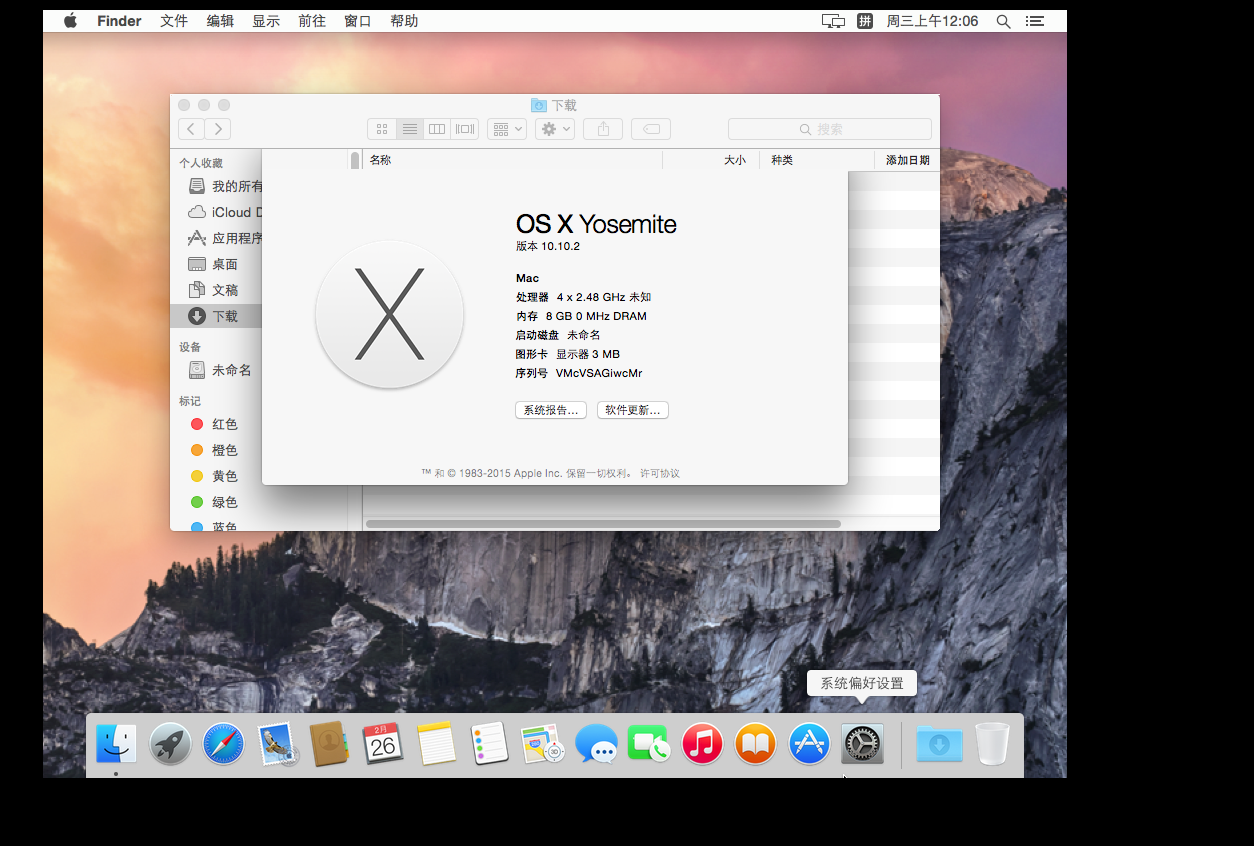 Finder 文件 编辑 显示 前往 窗口 帮助 拼 周三上午12:06
下载
搜索
个人收藏 名称 大小 种类 添加日期
我的所有
iCloud D
应用程序
桌面
文稿
下载
设备
未命名
标记
红色
橙色
黄色
绿色
蓝色
OS X Yosemite
版本 10.10.2
Mac
处理器 4 x 2.48 GHz 未知
内存 8 GB 0 MHz DRAM
启动磁盘 未命名
图形卡 显示器 3 MB
序列号 VMcVSAGiwcMr
系统报告... 软件更新...
™ 和 © 1983-2015 Apple Inc. 保留一切权利。 许可协议
系统偏好设置
2月
26
3D